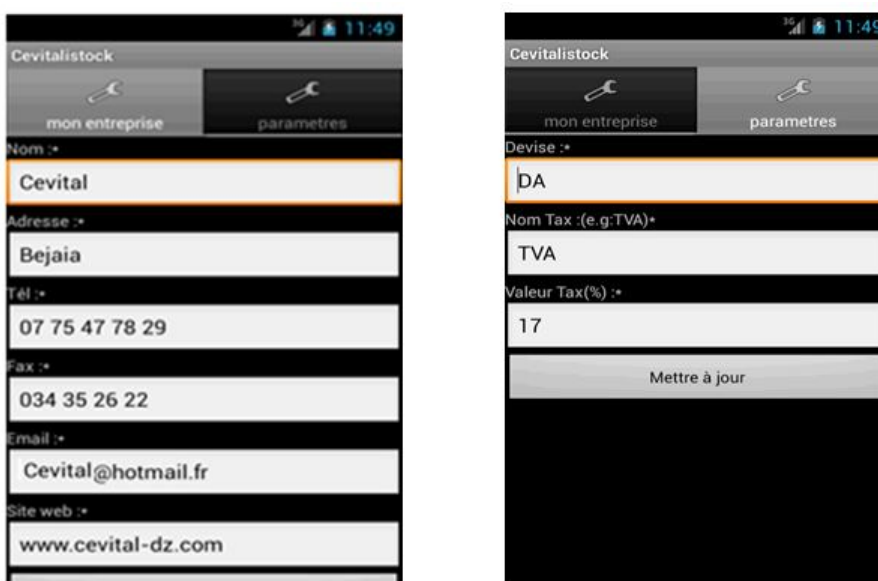 3G 11:49
Cevitalistock
mon entreprise parametres
Nom :*
Cevital
Adresse :*
Bejaia
Tél :*
07 75 47 78 29
Fax :*
034 35 26 22
Email :*
Cevital@hotmail.fr
Site web :*
www.cevital-dz.com
3G 11:49
Cevitalistock
mon entreprise parametres
Devise :*
DA
Nom Tax :(e.g:TVA)*
TVA
Valeur Tax(%) :*
17
Mettre à jour